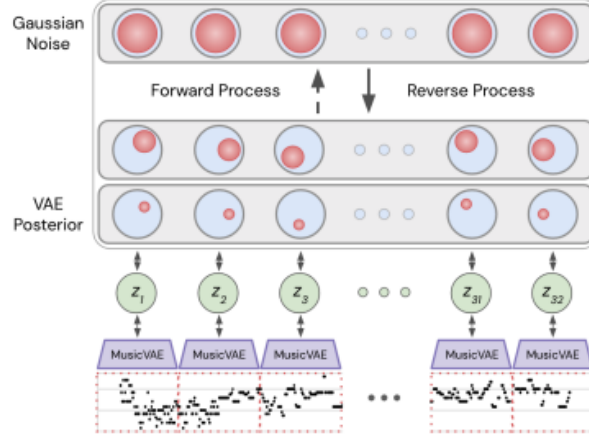 Gaussian
Noise
Forward Process
Reverse Process
VAE
Posterior
z1 z2 z3 z31 z32
MusicVAE MusicVAE MusicVAE MusicVAE MusicVAE